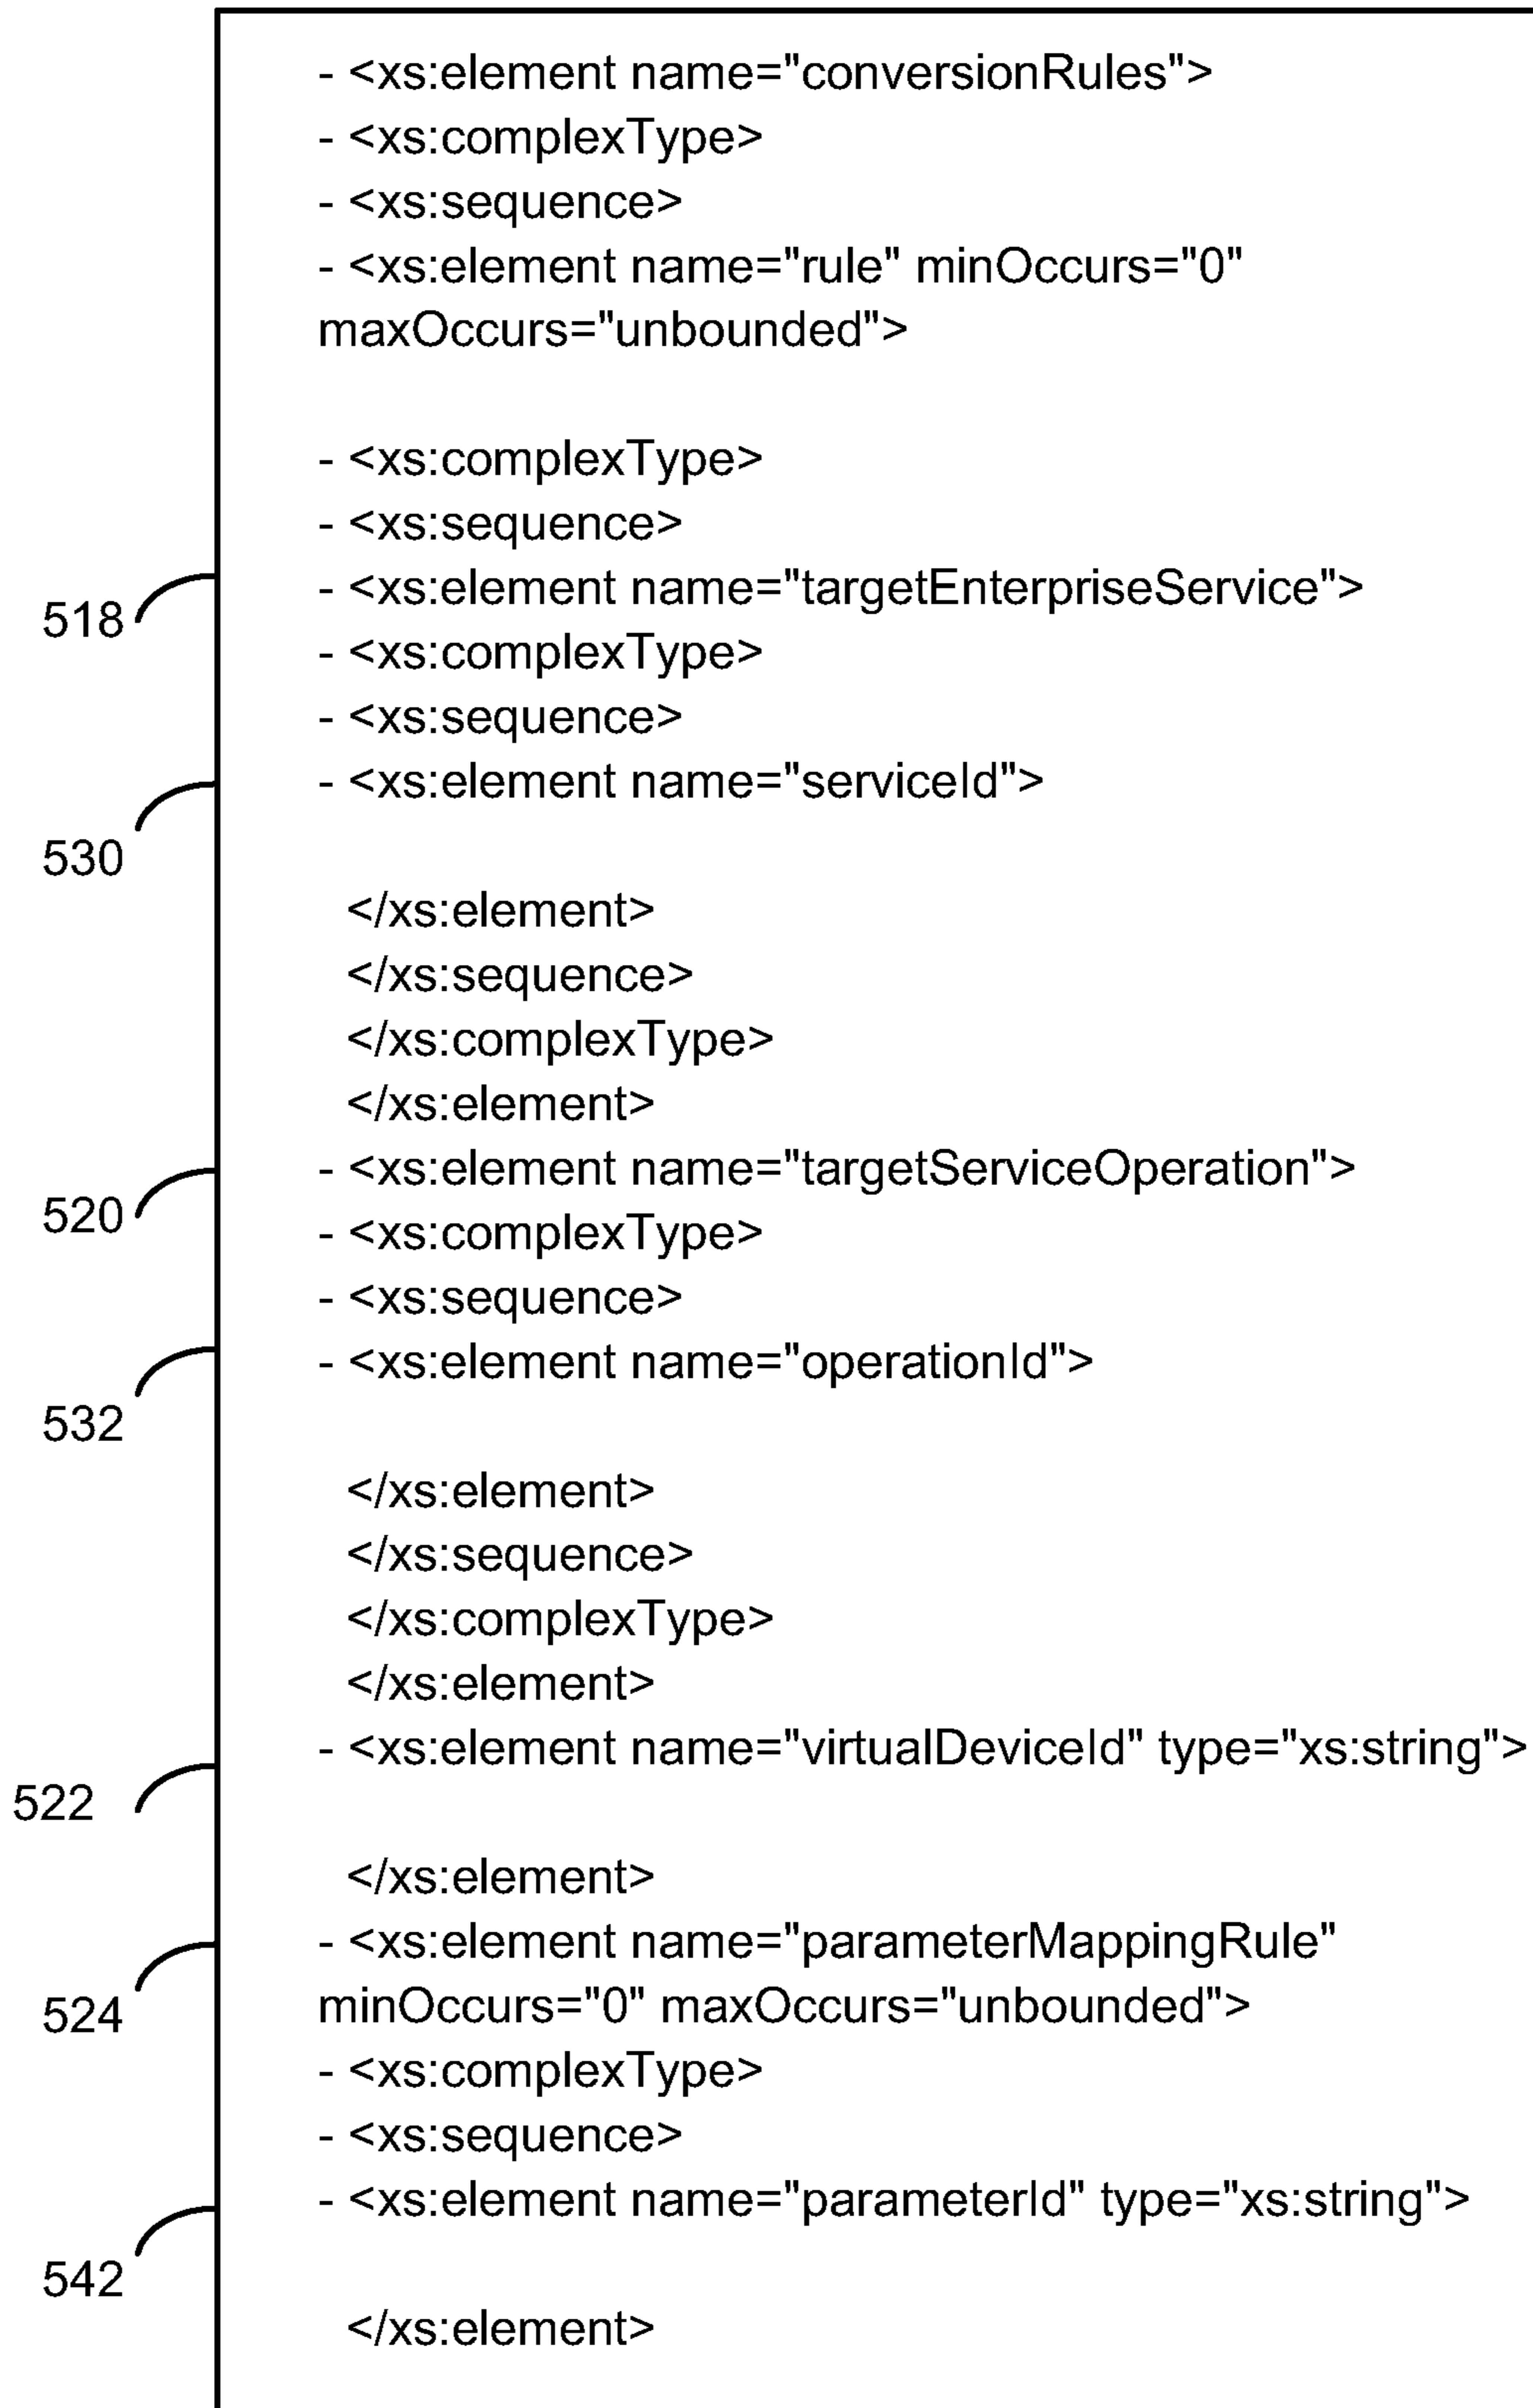 - <xs:element name="conversionRules">
- <xs:complexType>
- <xs:sequence>
- <xs:element name="rule" minOccurs="0"
maxOccurs="unbounded">
- <xs:complexType>
- <xs:sequence>
- <xs:element name="targetEnterpriseService">
518
- <xs:complexType>
- <xs:sequence>
- <xs:element name="serviceId">
530
</xs:element>
</xs:sequence>
</xs:complexType>
</xs:element>
- <xs:element name="targetServiceOperation">
520
- <xs:complexType>
- <xs:sequence>
- <xs:element name="operationId">
532
</xs:element>
</xs:sequence>
</xs:complexType>
</xs:element>
- <xs:element name="virtualDeviceId" type="xs:string">
522
</xs:element>
- <xs:element name="parameterMappingRule"
524
minOccurs="0" maxOccurs="unbounded">
- <xs:complexType>
- <xs:sequence>
- <xs:element name="parameterId" type="xs:string">
542
</xs:element>